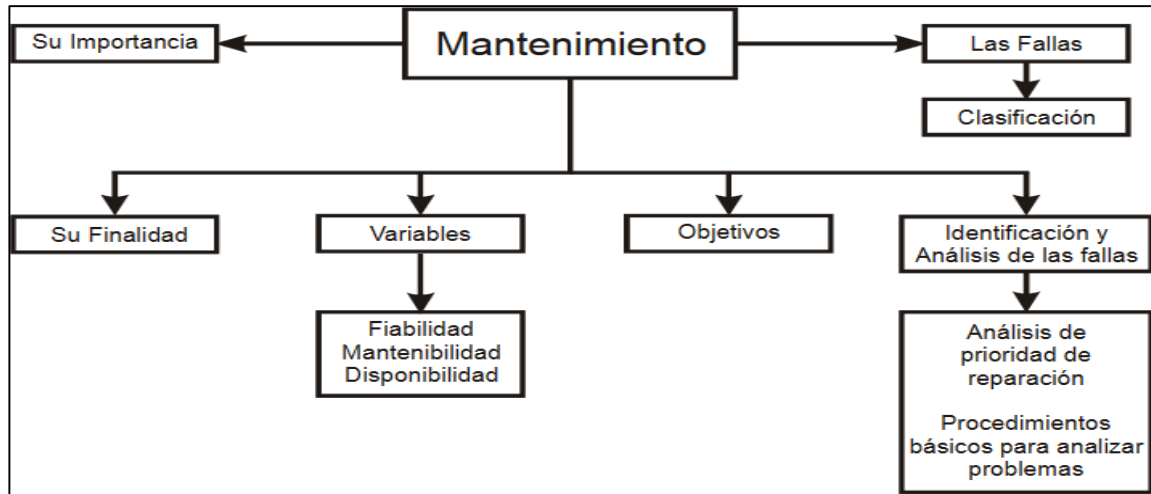 Su Importancia
Mantenimiento
Las Fallas
Clasificación
Su Finalidad
Variables
Objetivos
Identificación y
Análisis de las fallas
Fiabilidad
Mantenibilidad
Disponibilidad
Análisis de
prioridad de
reparación
Procedimientos
básicos para analizar
problemas